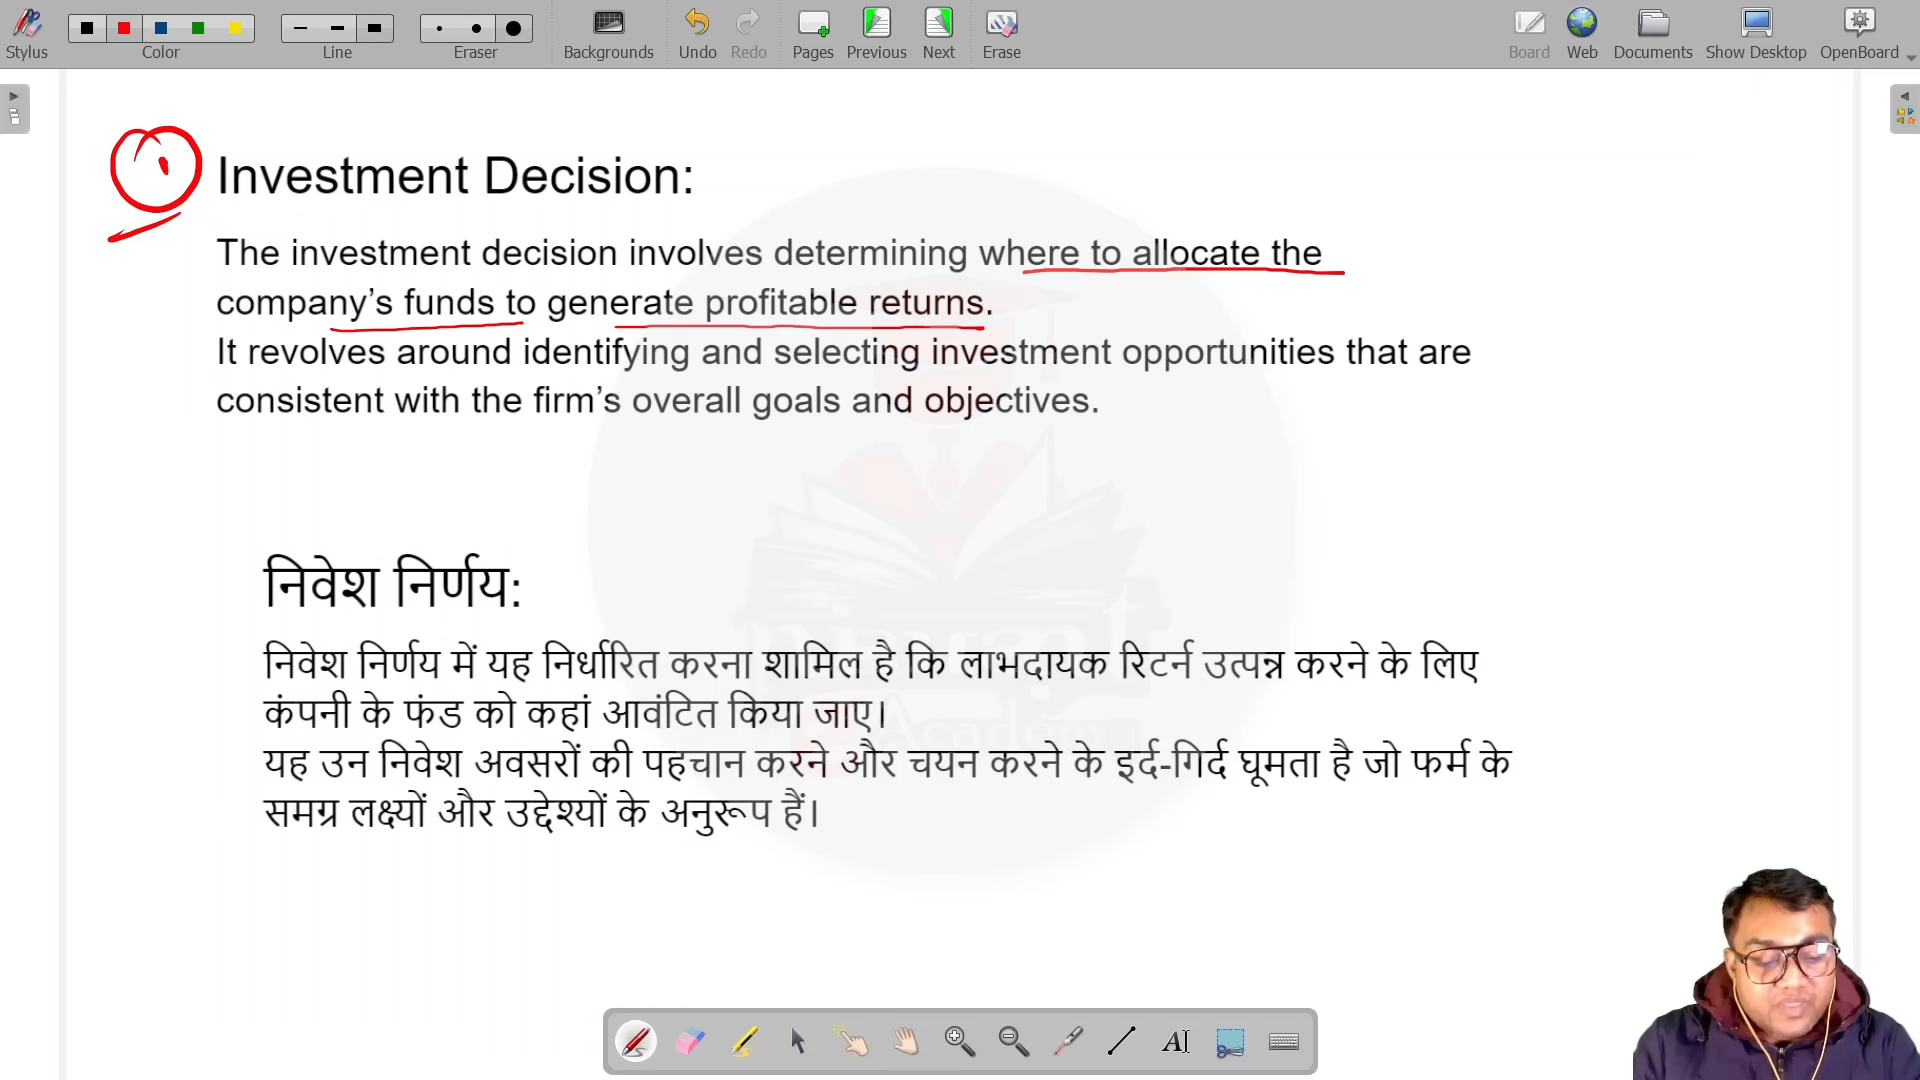 Stylus
Color
Line
Eraser
Backgrounds
Undo
Redo
Pages
Previous
Next
Erase
Board
Web
Documents
Show Desktop
OpenBoard
Investment Decision:
The investment decision involves determining where to allocate the
company’s funds to generate profitable returns.
It revolves around identifying and selecting investment opportunities that are
consistent with the firm’s overall goals and objectives.
निवेश निर्णय:
निवेश निर्णय में यह निर्धारित करना शामिल है कि लाभदायक रिटर्न उत्पन्न करने के लिए
कंपनी के फंड को कहां आवंटित किया जाए।
यह उन निवेश अवसरों की पहचान करने और चयन करने के इर्द-गिर्द घूमता है जो फर्म के
समग्र लक्ष्यों और उद्देश्यों के अनुरूप हैं।
Academy